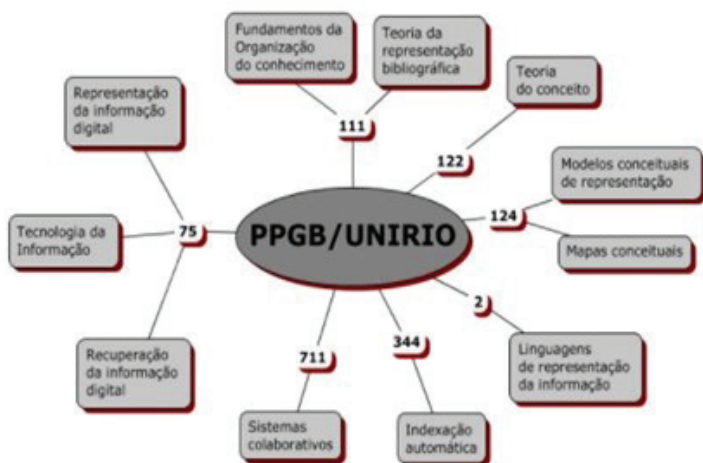 Fundamentos da
Organização
do conhecimento
Teoria da
representação
bibliográfica
Teoria
do conceito
Representação
da informação
digital
111
122
Modelos conceituais
de representação
Tecnologia da
Informação
75
PPGB/UNIRIO
124
Mapas conceituais
2
Recuperação
da informação
digital
711
344
Linguagens
de representação
da informação
Sistemas
colaborativos
Indexação
automática